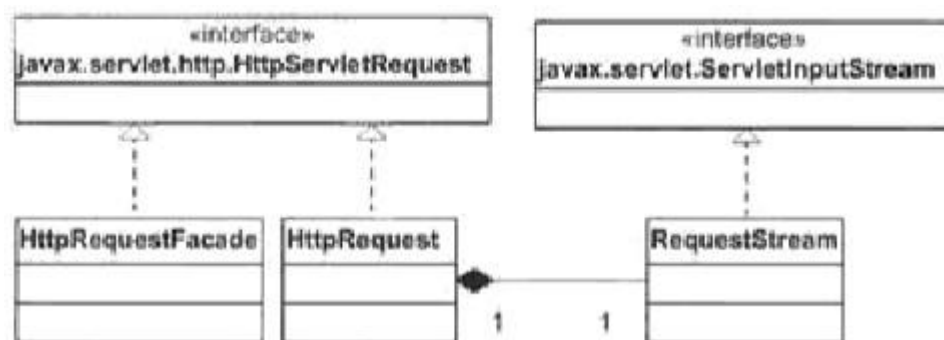 «interface»
javax.servlet.http.HttpServletRequest
«interface»
javax.servlet.ServletInputStream
HttpRequestFacade
HttpRequest
RequestStream
1
1